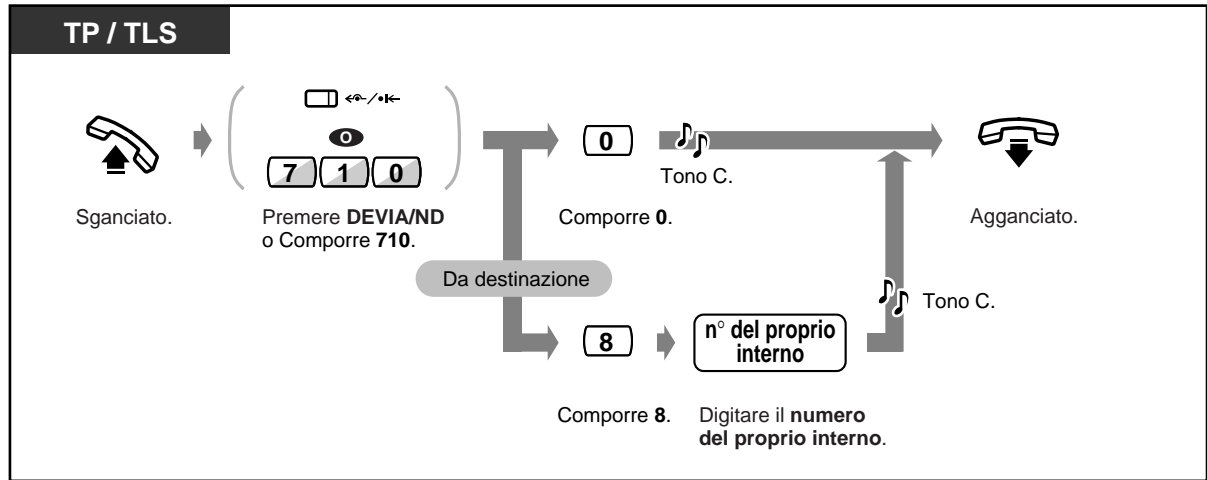 TP / TLS
O
7 1 0
Sganciato.
Premere DEVIA/ND
o Comporre 710.
0
Tono C.
Comporre 0.
Agganciato.
Da destinazione
8
n° del proprio
interno
Tono C.
Comporre 8.
Digitare il numero
del proprio interno.